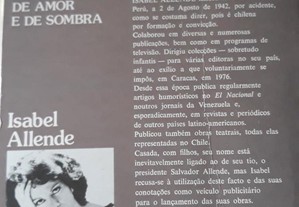 DE AMOR
E DE SOMBRA
Isabel
Allende
Perú, a 2 de Agosto de 1942, por acidente,
como se costuma dizer, pois é chilena
por formação e convicção.
Colaborou em diversas e numerosas
publicações, bem como em programas de
televisão. Dirigiu colecções — sobretudo
infantis — para várias editoras no seu país,
até ao exílio a que voluntariamente se
impôs, em Caracas, em 1976.
Desde essa época publica regularmente
artigos humorísticos no El Nacional e
noutros jornais da Venezuela e,
esporadicamente, em revistas e periódicos
de outros países latino-americanos.
Publicou também obras teatrais, todas elas
representadas no Chile.
Casada, com filhos, seu nome está
inevitavelmente ligado ao de seu tio, o
presidente Salvador Allende, mas Isabel
recusa-se à utilização deste facto e das suas
conotações como veículo publicitário
para o lançamento das suas obras.